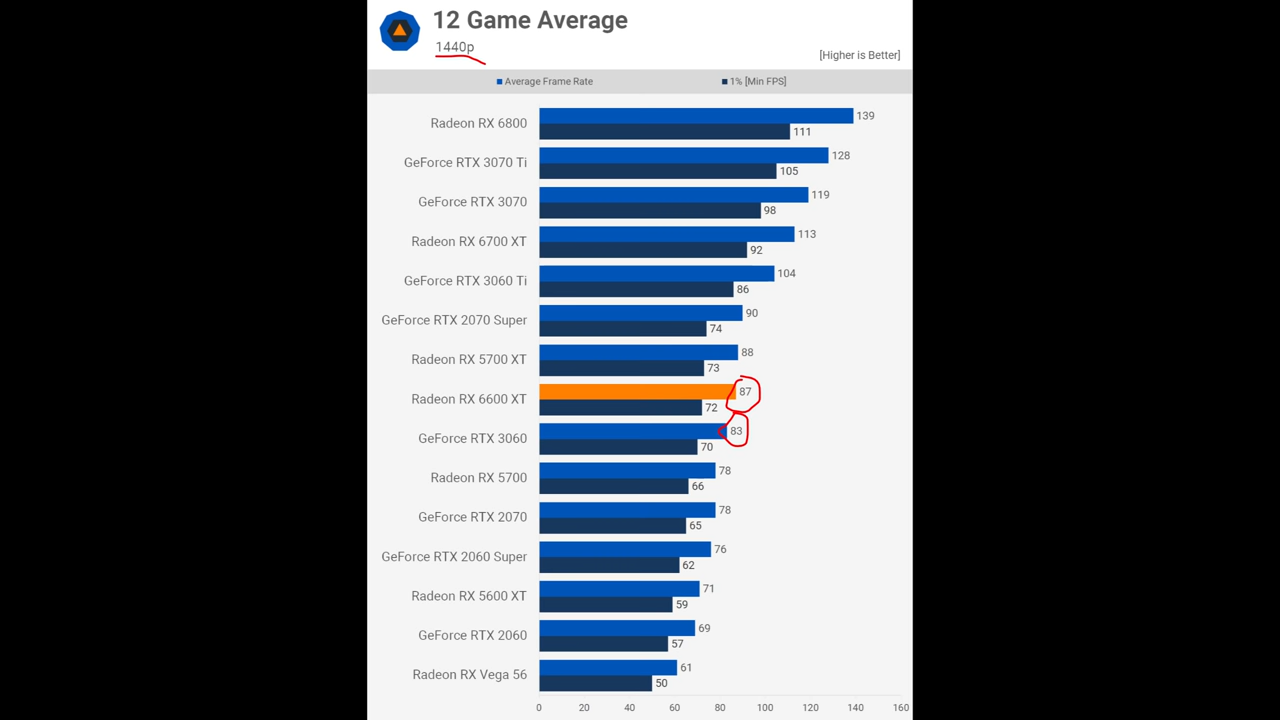 12 Game Average
1440p
[Higher is Better]
Average Frame Rate 1% [Min FPS]
Radeon RX 6800 139
111
GeForce RTX 3070 Ti 128
105
GeForce RTX 3070 119
98
Radeon RX 6700 XT 113
92
GeForce RTX 3060 Ti 104
86
GeForce RTX 2070 Super 90
74
Radeon RX 5700 XT 88
73
Radeon RX 6600 XT 87
72
GeForce RTX 3060 83
70
Radeon RX 5700 78
66
GeForce RTX 2070 78
65
GeForce RTX 2060 Super 76
62
Radeon RX 5600 XT 71
59
GeForce RTX 2060 69
57
Radeon RX Vega 56 61
50
0 20 40 60 80 100 120 140 160